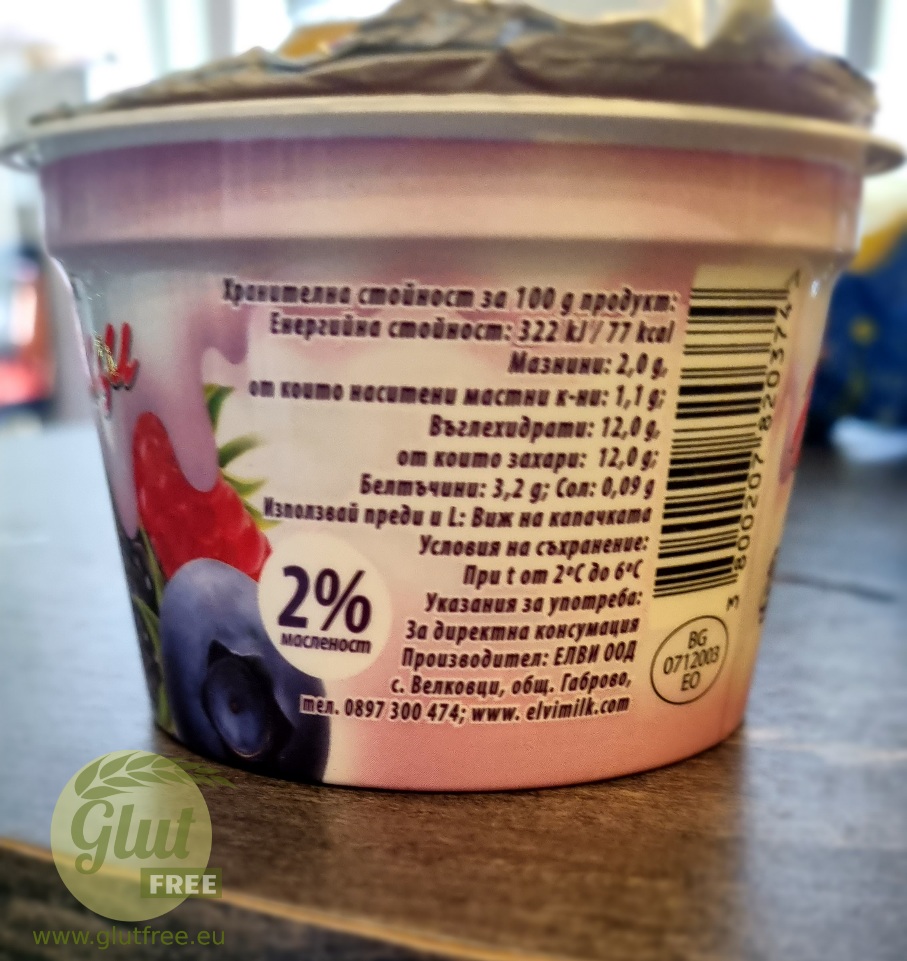 Хранителна стойност за 100 g продукт:
Енергийна стойност: 322 kJ / 77 kcal
Мазнини: 2,0 g,
от които наситени мастни к-ни: 1,1 g;
Въглехидрати: 12,0 g,
от които захари: 12,0 g;
Белтъчини: 3,2 g; Сол: 0,09 g
Използвай преди и L: Виж на капачката
Условия на съхранение:
При t от 2°C до 6°C
Указания за употреба:
За директна консумация
Производител: ЕЛВИ ООД
с. Велковци, общ. Габрово,
тел. 0897 300 474; www. elvimilk.com
2%
масленост
3 800207 820374
BG
0712003
EO
Glut
FREE
www.glutfree.eu